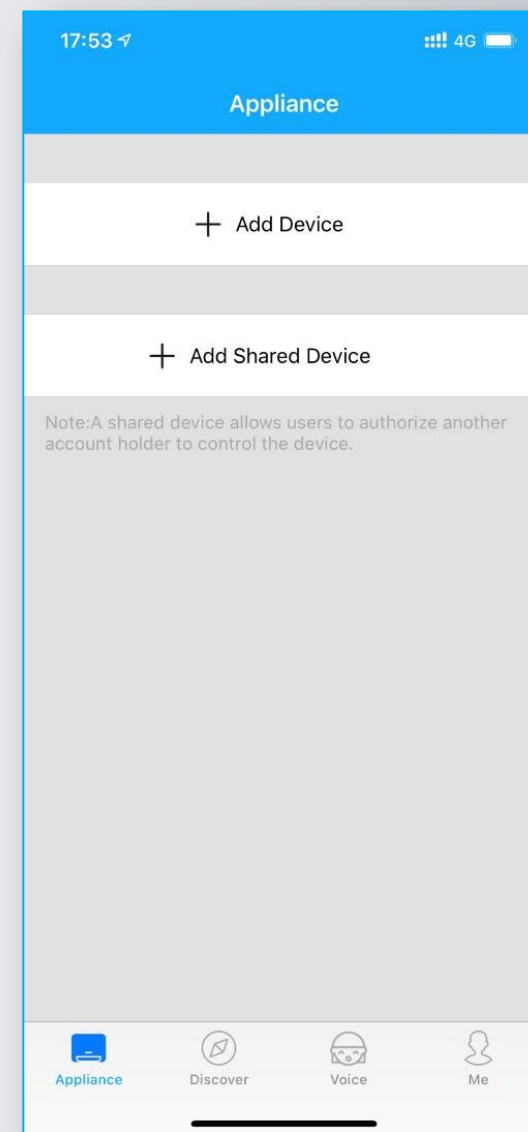 17:53
4G
Appliance
Add Device
Add Shared Device
Note:A shared device allows users to authorize another
account holder to control the device.
Appliance
Discover
Voice
Me